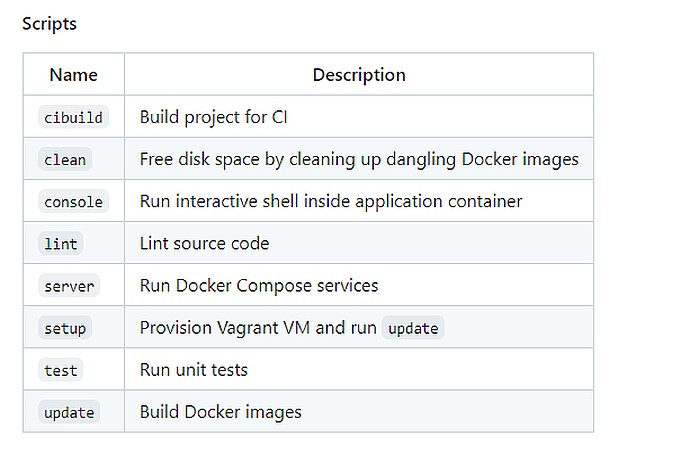 Scripts
Name Description
cibuild Build project for CI
clean Free disk space by cleaning up dangling Docker images
console Run interactive shell inside application container
lint Lint source code
server Run Docker Compose services
setup Provision Vagrant VM and run update
test Run unit tests
update Build Docker images